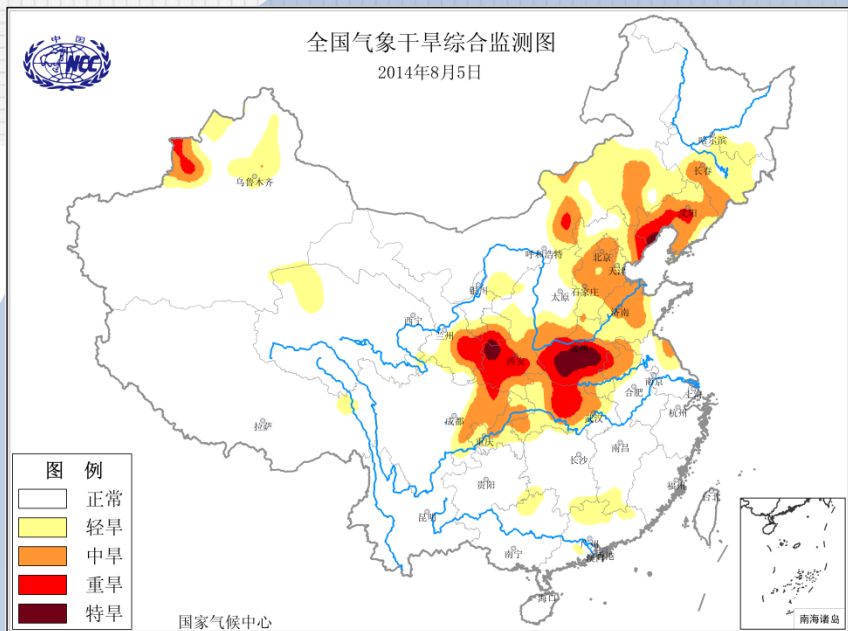 中国
NCC
全国气象干旱综合监测图
2014年8月5日
哈尔滨
长春
乌鲁木齐
沈阳
呼和浩特
北京
天津
银川
石家庄
太原
济南
西宁
兰州
西安
郑州
南京
合肥
上海
成都
武汉
杭州
拉萨
重庆
南昌
长沙
贵阳
福州
台北
昆明
广州
香港
澳门
南宁
海口
图 例
正常
轻旱
中旱
重旱
特旱
国家气候中心
南海诸岛